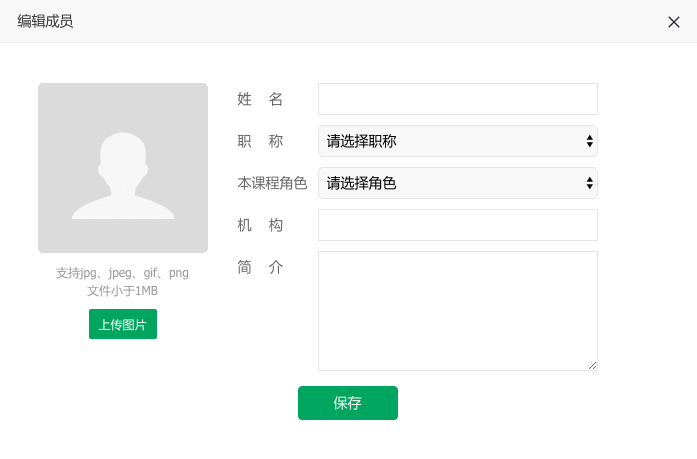 编辑成员
姓 名
职 称
请选择职称
本课程角色
请选择角色
机 构
简 介
支持jpg、jpeg、gif、png
文件小于1MB
上传图片
保存